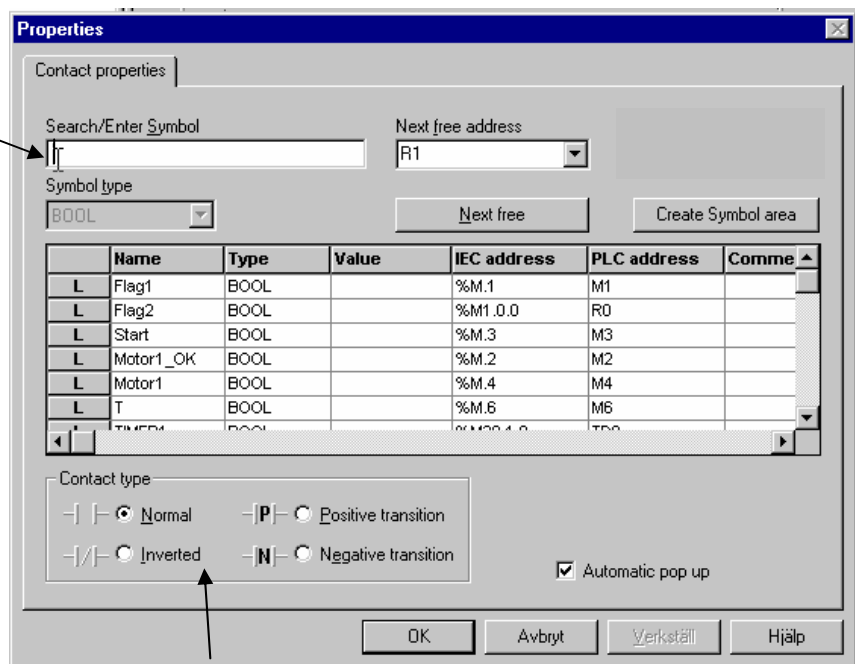 Properties
Contact properties
Search/Enter Symbol
Next free address
R1
Symbol type
BOOL
Next free
Create Symbol area
Name Type Value IEC address PLC address Comme
L Flag1 BOOL %M.1 M1
L Flag2 BOOL %M1.0.0 R0
L Start BOOL %M.3 M3
L Motor1_OK BOOL %M.2 M2
L Motor1 BOOL %M.4 M4
L T BOOL %M.6 M6
Contact type
Normal P Positive transition
Inverted N Negative transition
Automatic pop up
OK Avbryt Verkställ Hjälp